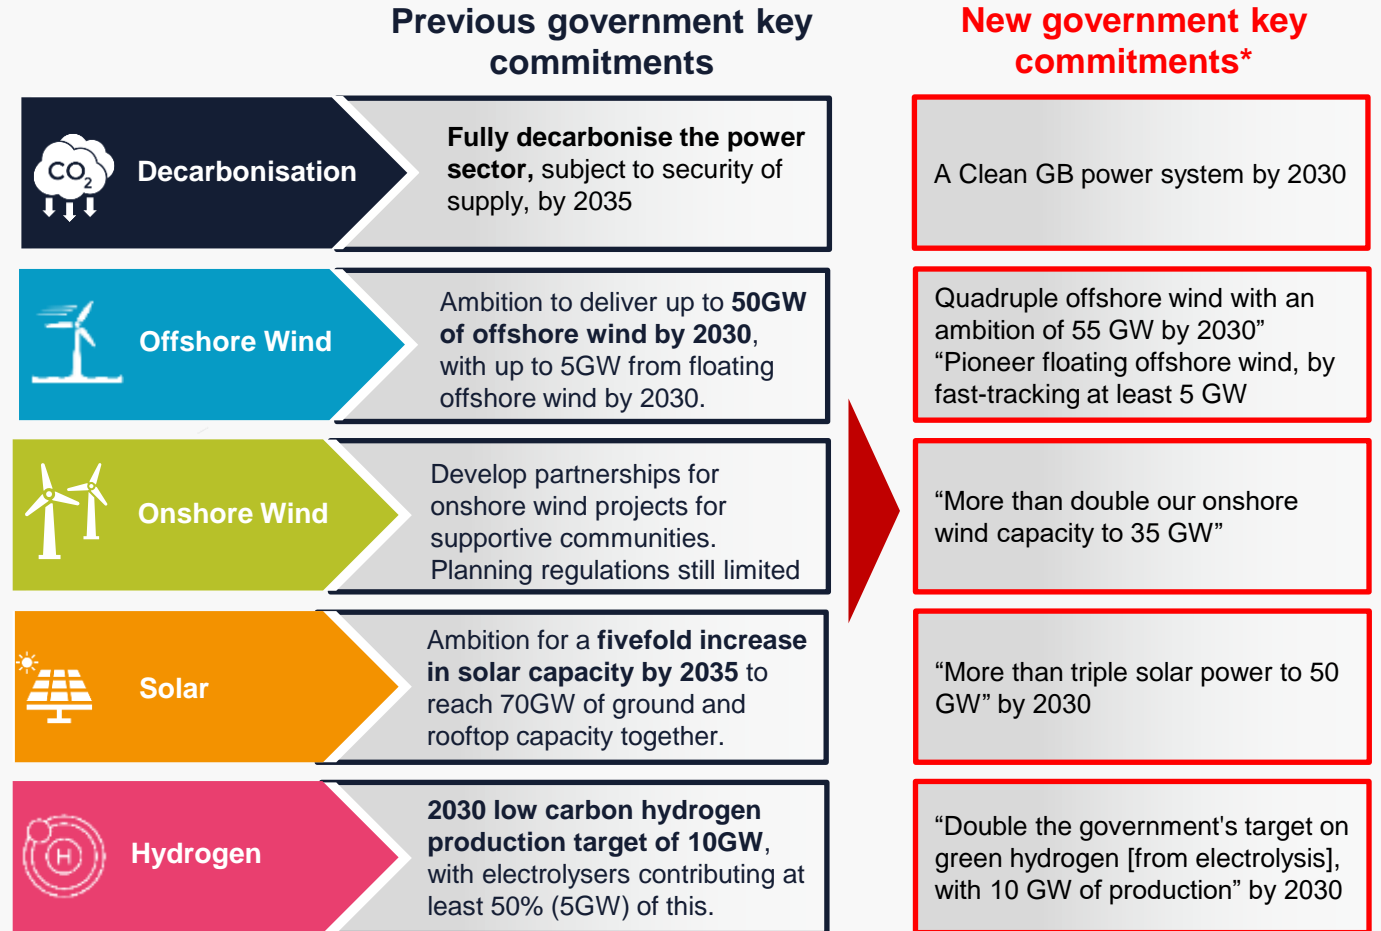 Previous government key
commitments
New government key
commitments*
CO2
Decarbonisation
Fully decarbonise the power
sector, subject to security of
supply, by 2035
A Clean GB power system by 2030
Offshore Wind
Ambition to deliver up to 50GW
of offshore wind by 2030,
with up to 5GW from floating
offshore wind by 2030.
Quadruple offshore wind with an
ambition of 55 GW by 2030”
“Pioneer floating offshore wind, by
fast-tracking at least 5 GW
Onshore Wind
Develop partnerships for
onshore wind projects for
supportive communities.
Planning regulations still limited
“More than double our onshore
wind capacity to 35 GW”
Solar
Ambition for a fivefold increase
in solar capacity by 2035 to
reach 70GW of ground and
rooftop capacity together.
“More than triple solar power to 50
GW” by 2030
H
Hydrogen
2030 low carbon hydrogen
production target of 10GW,
with electrolysers contributing at
least 50% (5GW) of this.
“Double the government's target on
green hydrogen [from electrolysis],
with 10 GW of production” by 2030